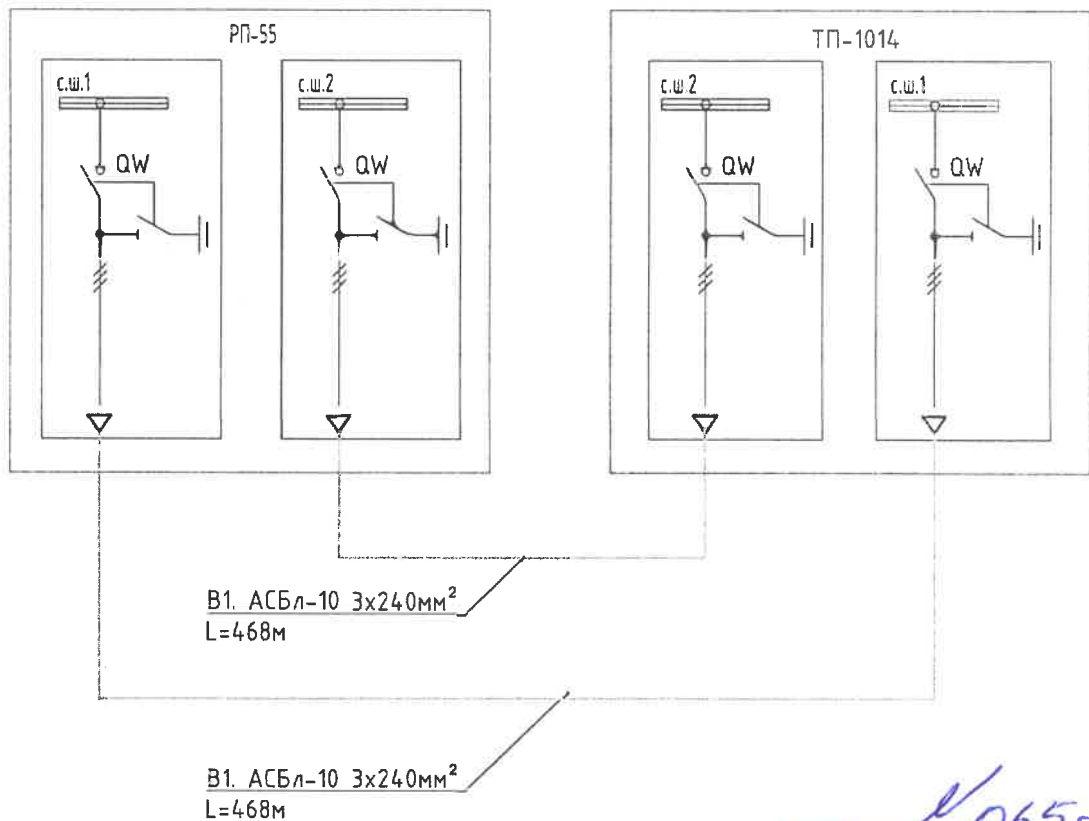 РП-55
ТП-1014
с.ш.1
с.ш.2
с.ш.2
с.ш.1
QW
QW
QW
QW
В1. АСБл-10 3х240мм²
L=468м
В1. АСБл-10 3х240мм²
L=468м